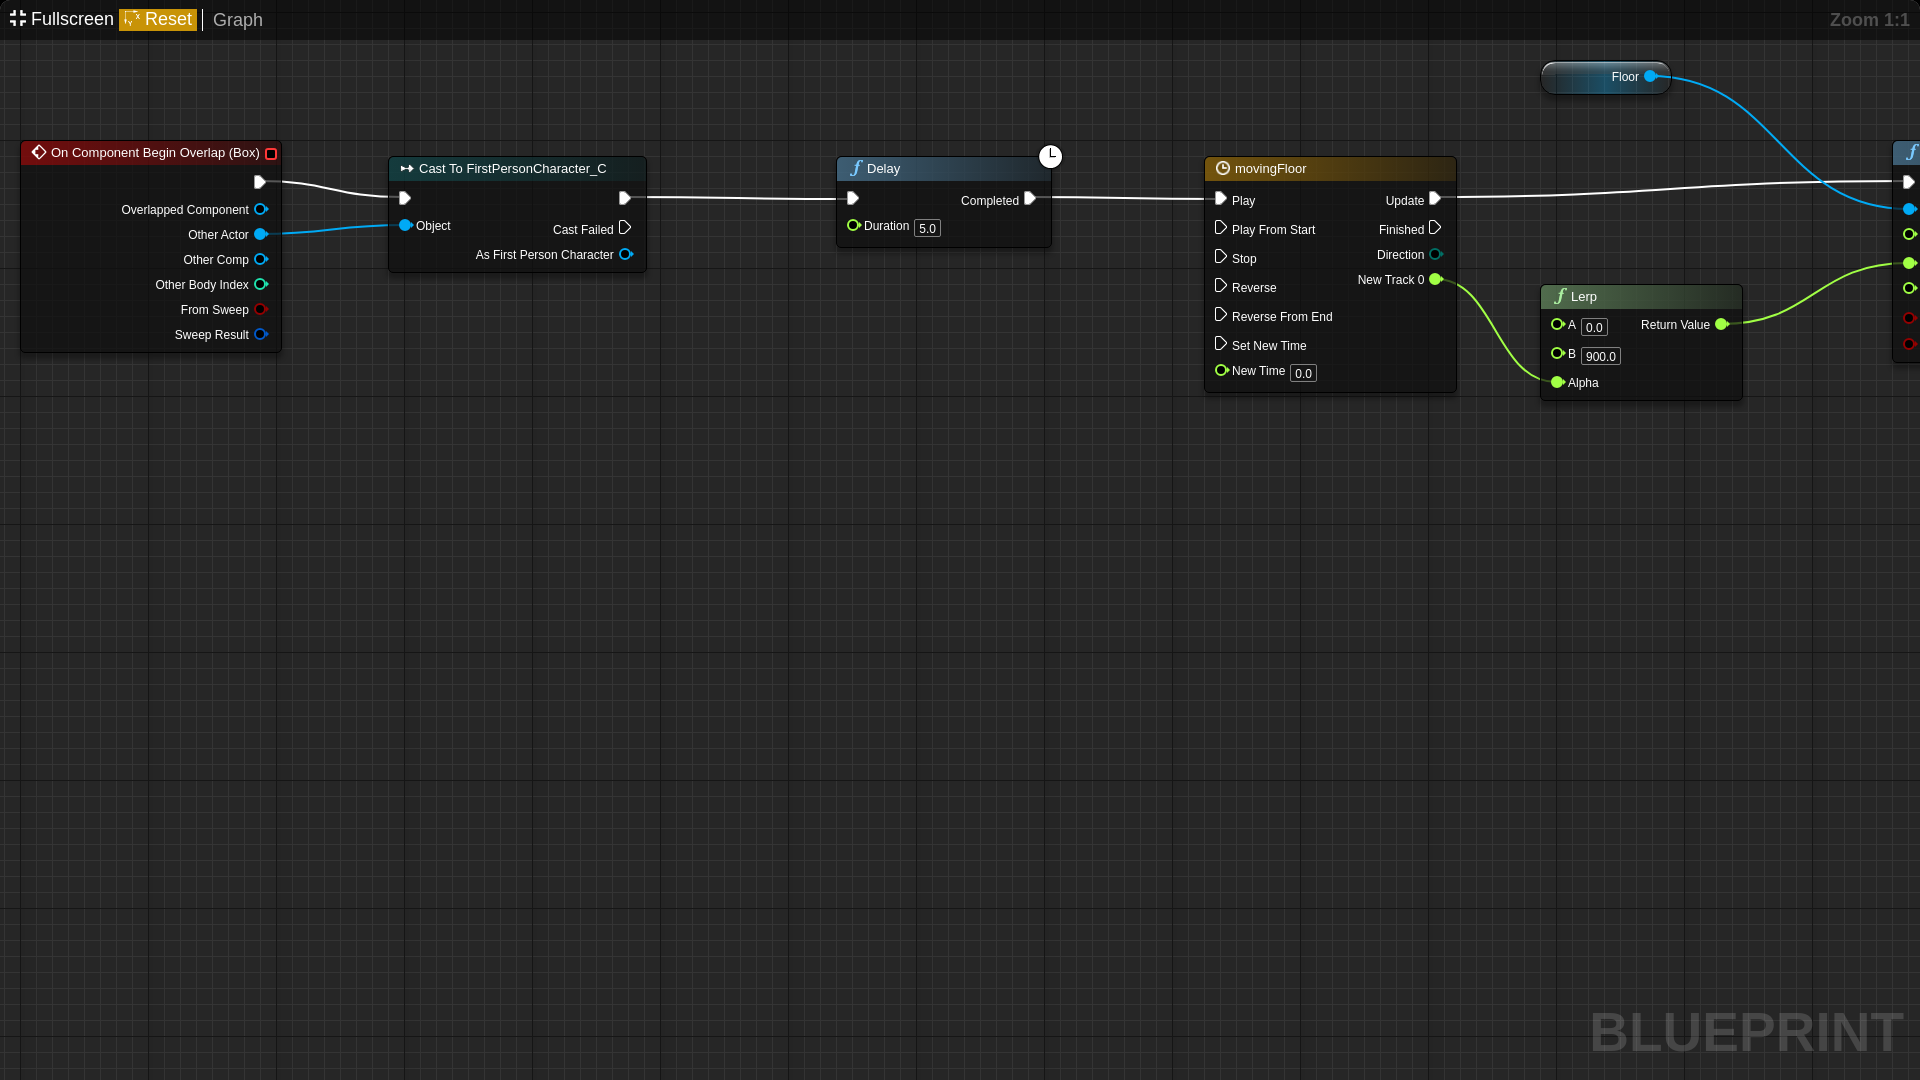 Fullscreen Reset Graph Zoom 1:1
Floor
On Component Begin Overlap (Box)
Overlapped Component
Other Actor
Other Comp
Other Body Index
From Sweep
Sweep Result
Cast To FirstPersonCharacter_C
Object
Cast Failed
As First Person Character
Delay
Completed
Duration 5.0
movingFloor
Play Update
Play From Start Finished
Stop Direction
New Track 0
Reverse
Reverse From End
Set New Time
New Time 0.0
Lerp
A 0.0 Return Value
B 900.0
Alpha
BLUEPRINT